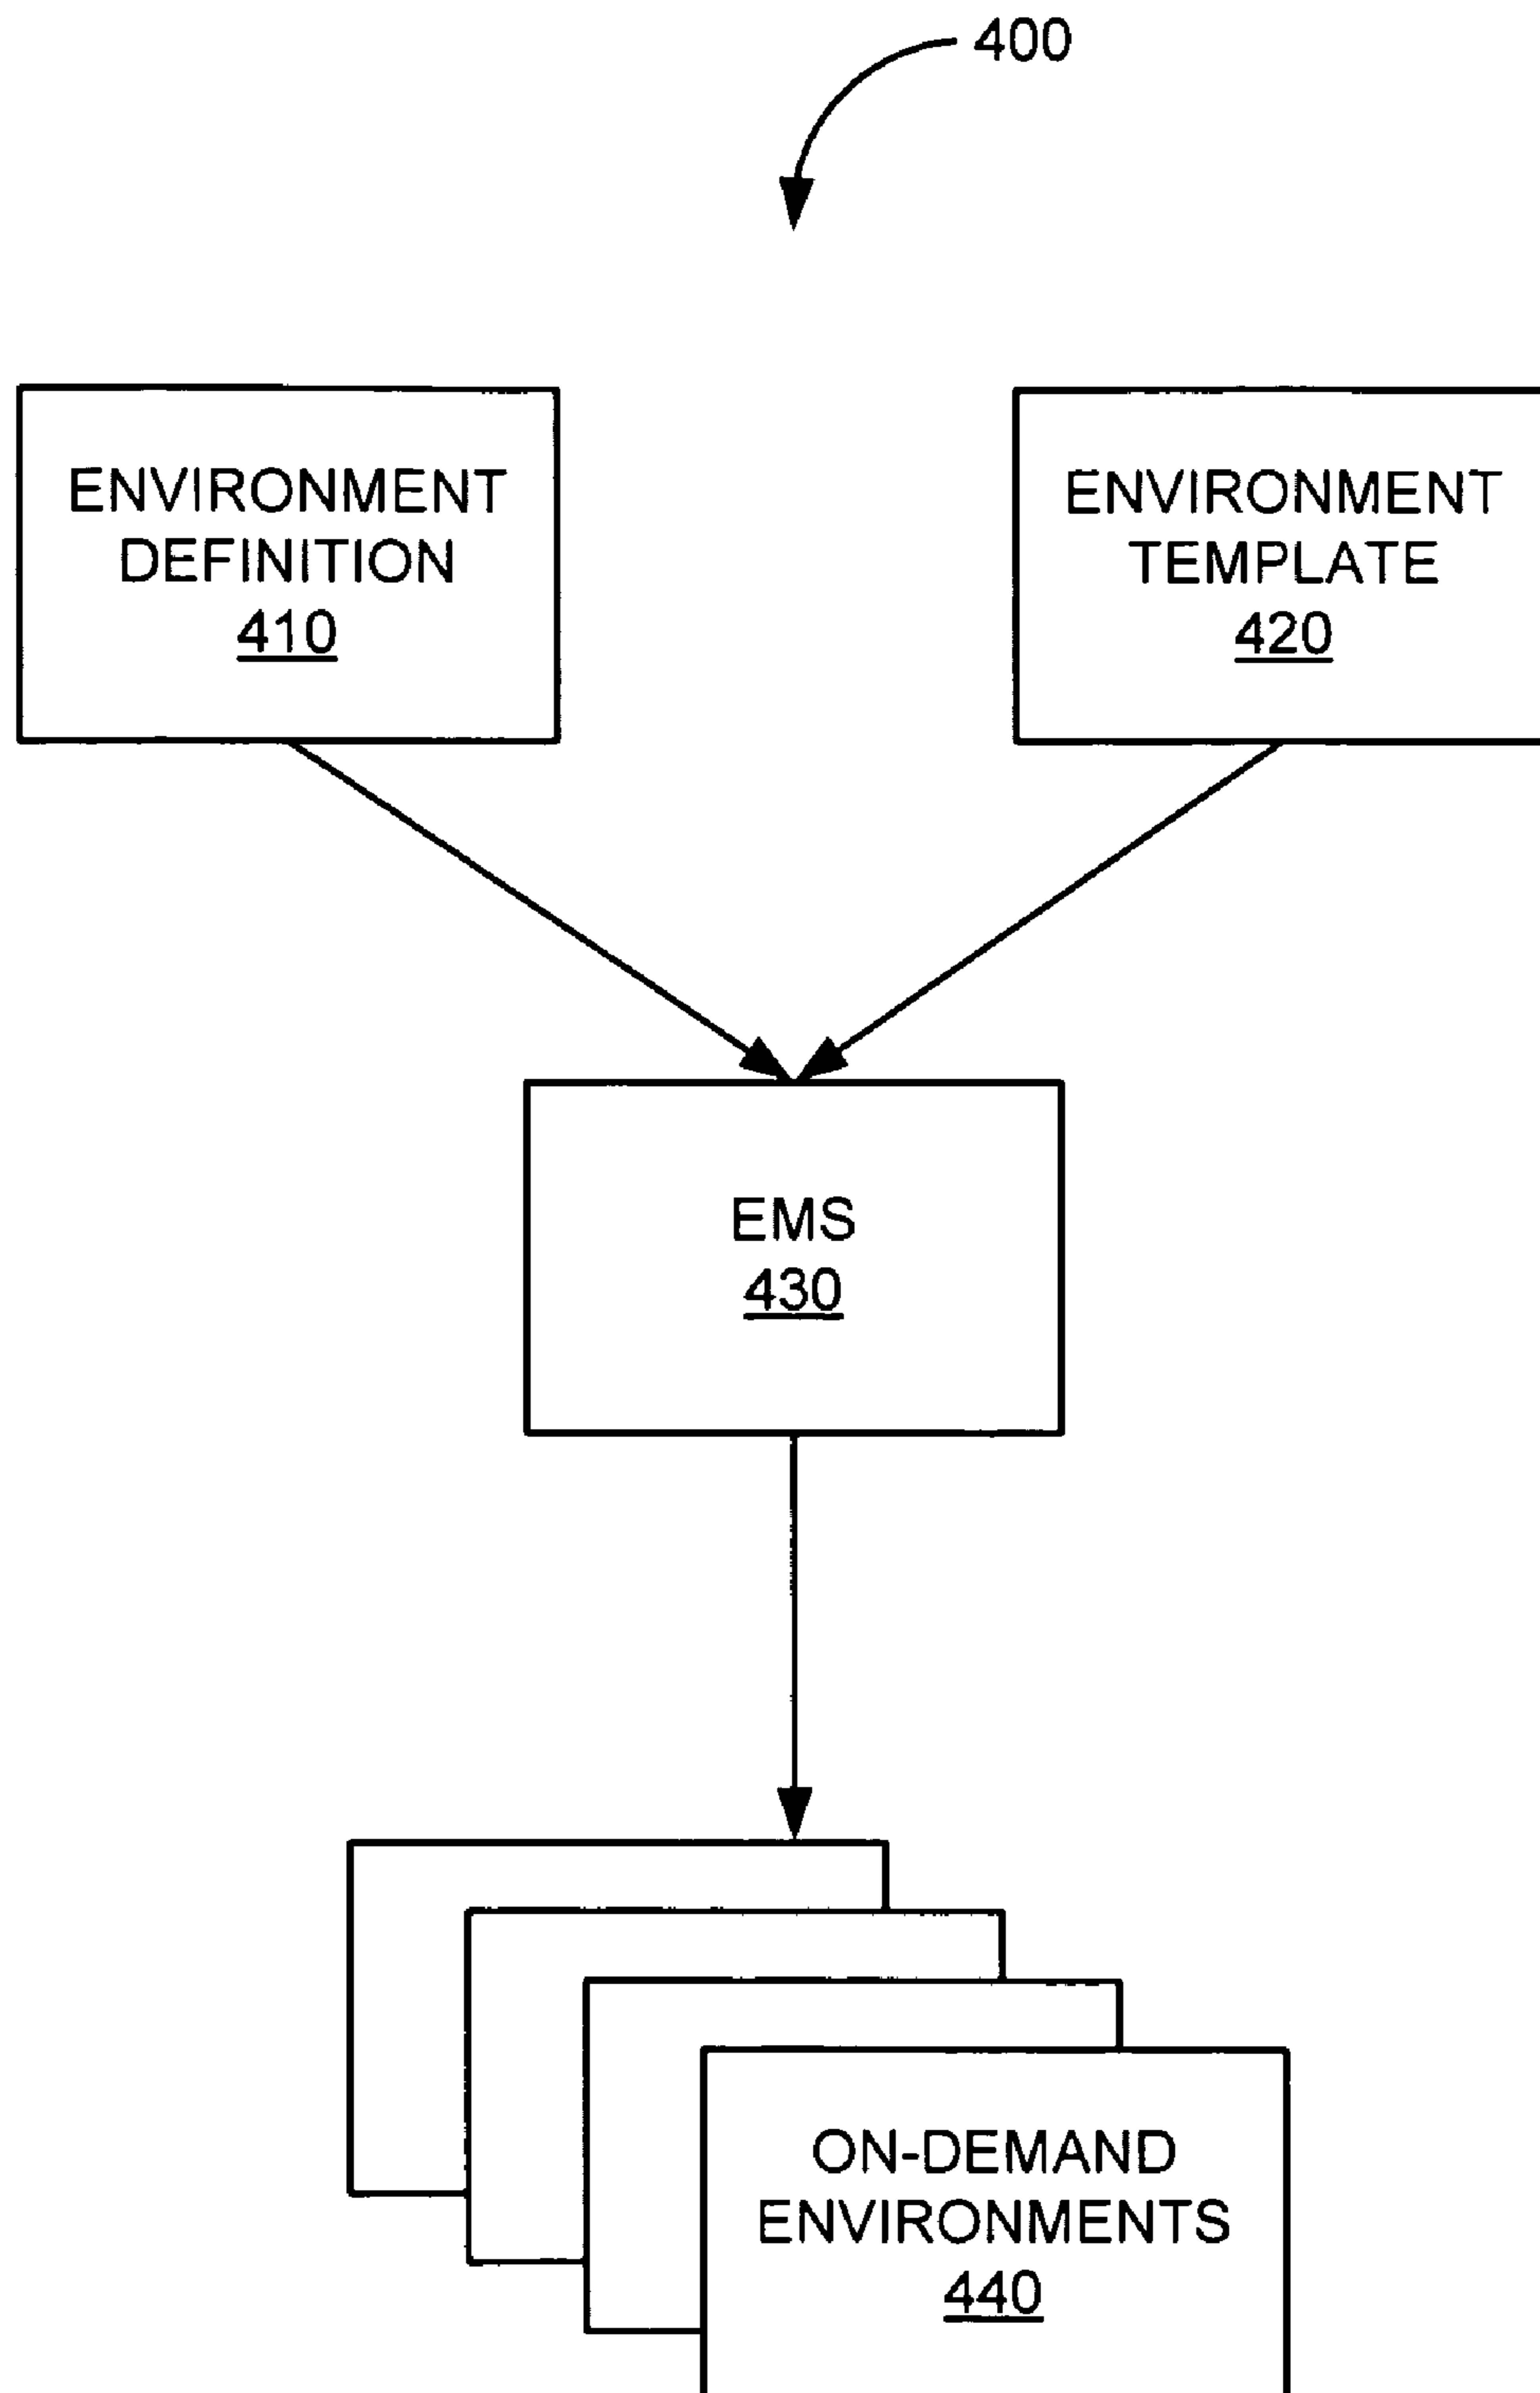 400
ENVIRONMENT
DEFINITION
410
ENVIRONMENT
TEMPLATE
420
EMS
430
ON-DEMAND
ENVIRONMENTS
440